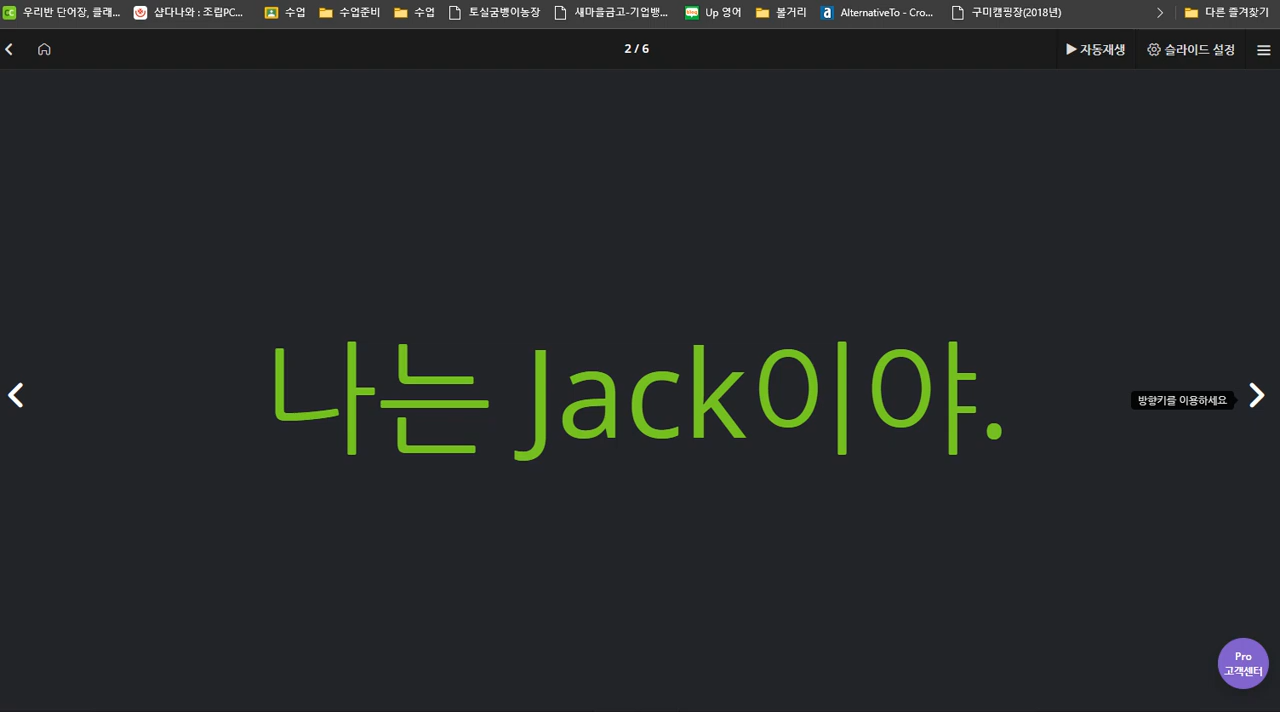 우리반 단어장, 클래... 샵다나와 : 조립PC... 수업 수업준비 수업 토실굼벵이농장 새마을금고-기업뱅... Up 영어 볼거리 AlternativeTo - Cro... 구미캠핑장(2018년) 다른 즐겨찾기
2 / 6 자동재생 슬라이드 설정
나는 Jack이야.
방향키를 이용하세요
Pro
고객센터